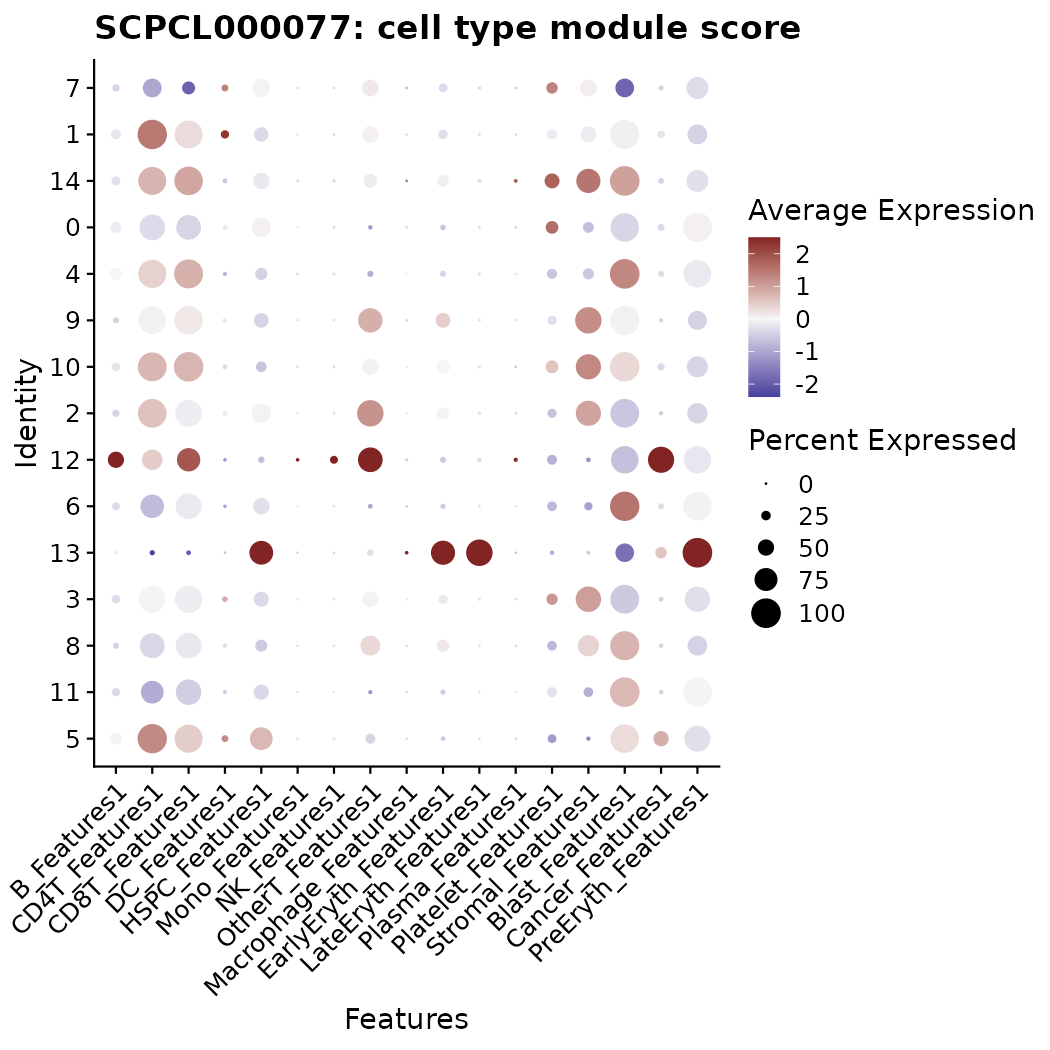 SCPCL000077: cell type module score
7
1
14
0
4
9
10
2
12
6
13
3
8
11
5
Identity
B_Features1
CD4T_Features1
CD8T_Features1
DC_Features1
HSPC_Features1
Mono_Features1
NK_Features1
OtherT_Features1
Macrophage_Features1
EarlyEryth_Features1
LateEryth_Features1
Plasma_Features1
Platelet_Features1
Stromal_Features1
Blast_Features1
Cancer_Features1
PreEryth_Features1
Features
Average Expression
2
1
0
-1
-2
Percent Expressed
0
25
50
75
100